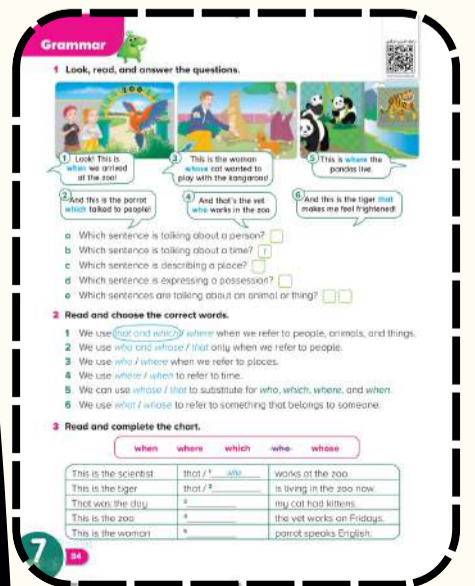 Grammar
1 Look, read, and answer the questions.
ZOO
1 Look! This is
when we arrived
at the zoo!
3 This is the woman
whose cat wanted to
play with the kangaroo!
5 This is where the
pandas live.
2 And this is the parrot
which talked to people!
4 And that's the vet
who works in the zoo.
6 And this is the tiger that
makes me feel frightened!
a Which sentence is talking about a person?
b Which sentence is talking about a time? 1
c Which sentence is describing a place?
d Which sentence is expressing a possession?
e Which sentences are talking about an animal or thing?
2 Read and choose the correct words.
1 We use that and which / where when we refer to people, animals, and things.
2 We use who and whose / that only when we refer to people.
3 We use who / where when we refer to places.
4 We use where / when to refer to time.
5 We can use whose / that to substitute for who, which, where, and when.
6 We use what / whose to refer to something that belongs to someone.
3 Read and complete the chart.
when where which who whose
This is the scientist that / 1 who works at the zoo.
This is the tiger that / 2 is living in the zoo now.
That was the day 3 my cat had kittens.
This is the zoo 4 the vet works on Fridays.
This is the woman 5 parrot speaks English.
7
84